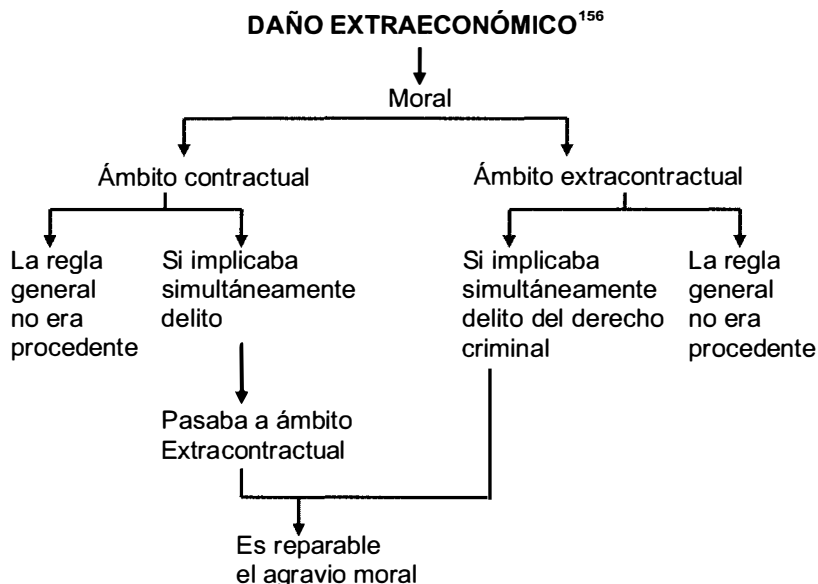 DAÑO EXTRAECONÓMICO156
Moral
Ámbito contractual
Ámbito extracontractual
La regla
general
no era
procedente
Si implicaba
simultáneamente
delito
Si implicaba
simultáneamente
delito del derecho
criminal
La regla
general
no era
procedente
Pasaba a ámbito
Extracontractual
Es reparable
el agravio moral